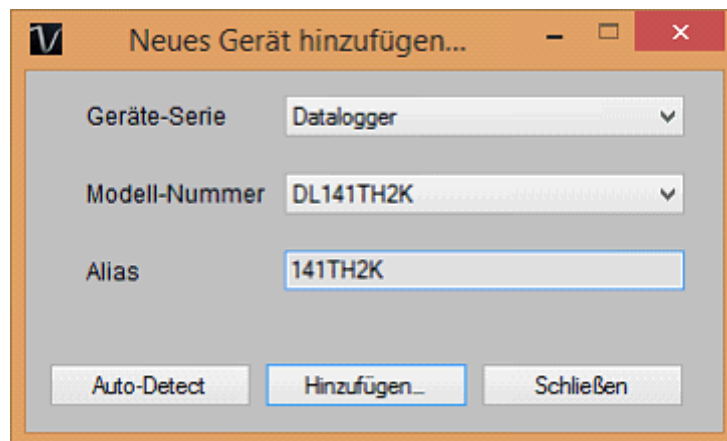 Neues Gerät hinzufügen...
Geräte-Serie Datalogger
Modell-Nummer DL141TH2K
Alias 141TH2K
Auto-Detect Hinzufügen... Schließen